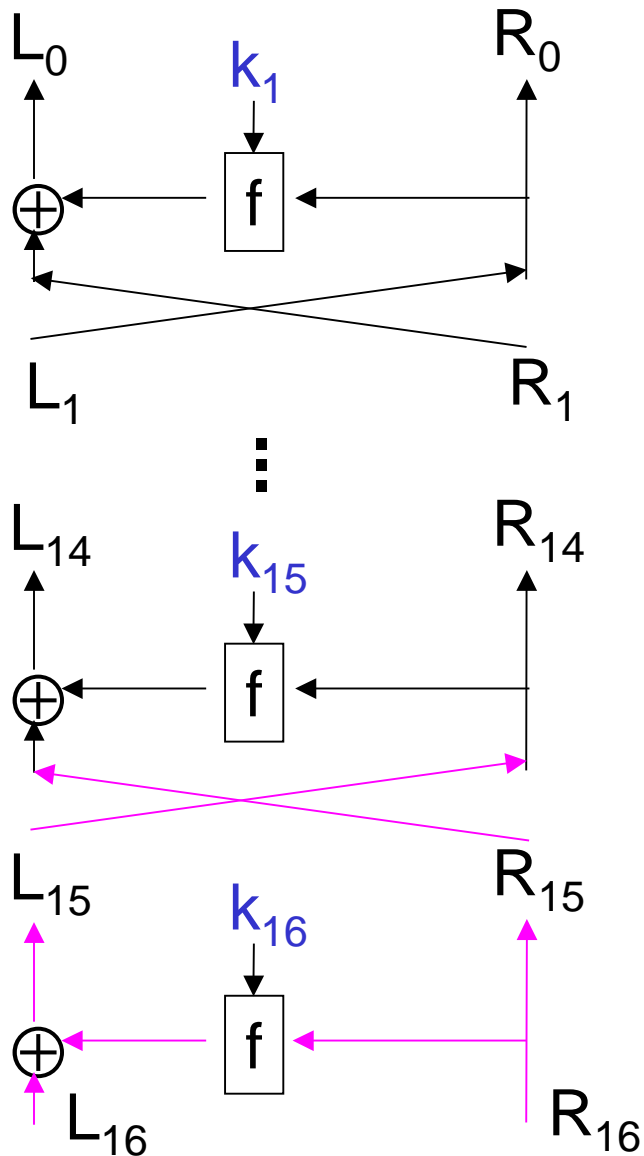 L₀ R₀
k₁
f
L₁ R₁
L₁₄ R₁₄
k₁₅
f
L₁₅ R₁₅
k₁₆
f
L₁₆ R₁₆